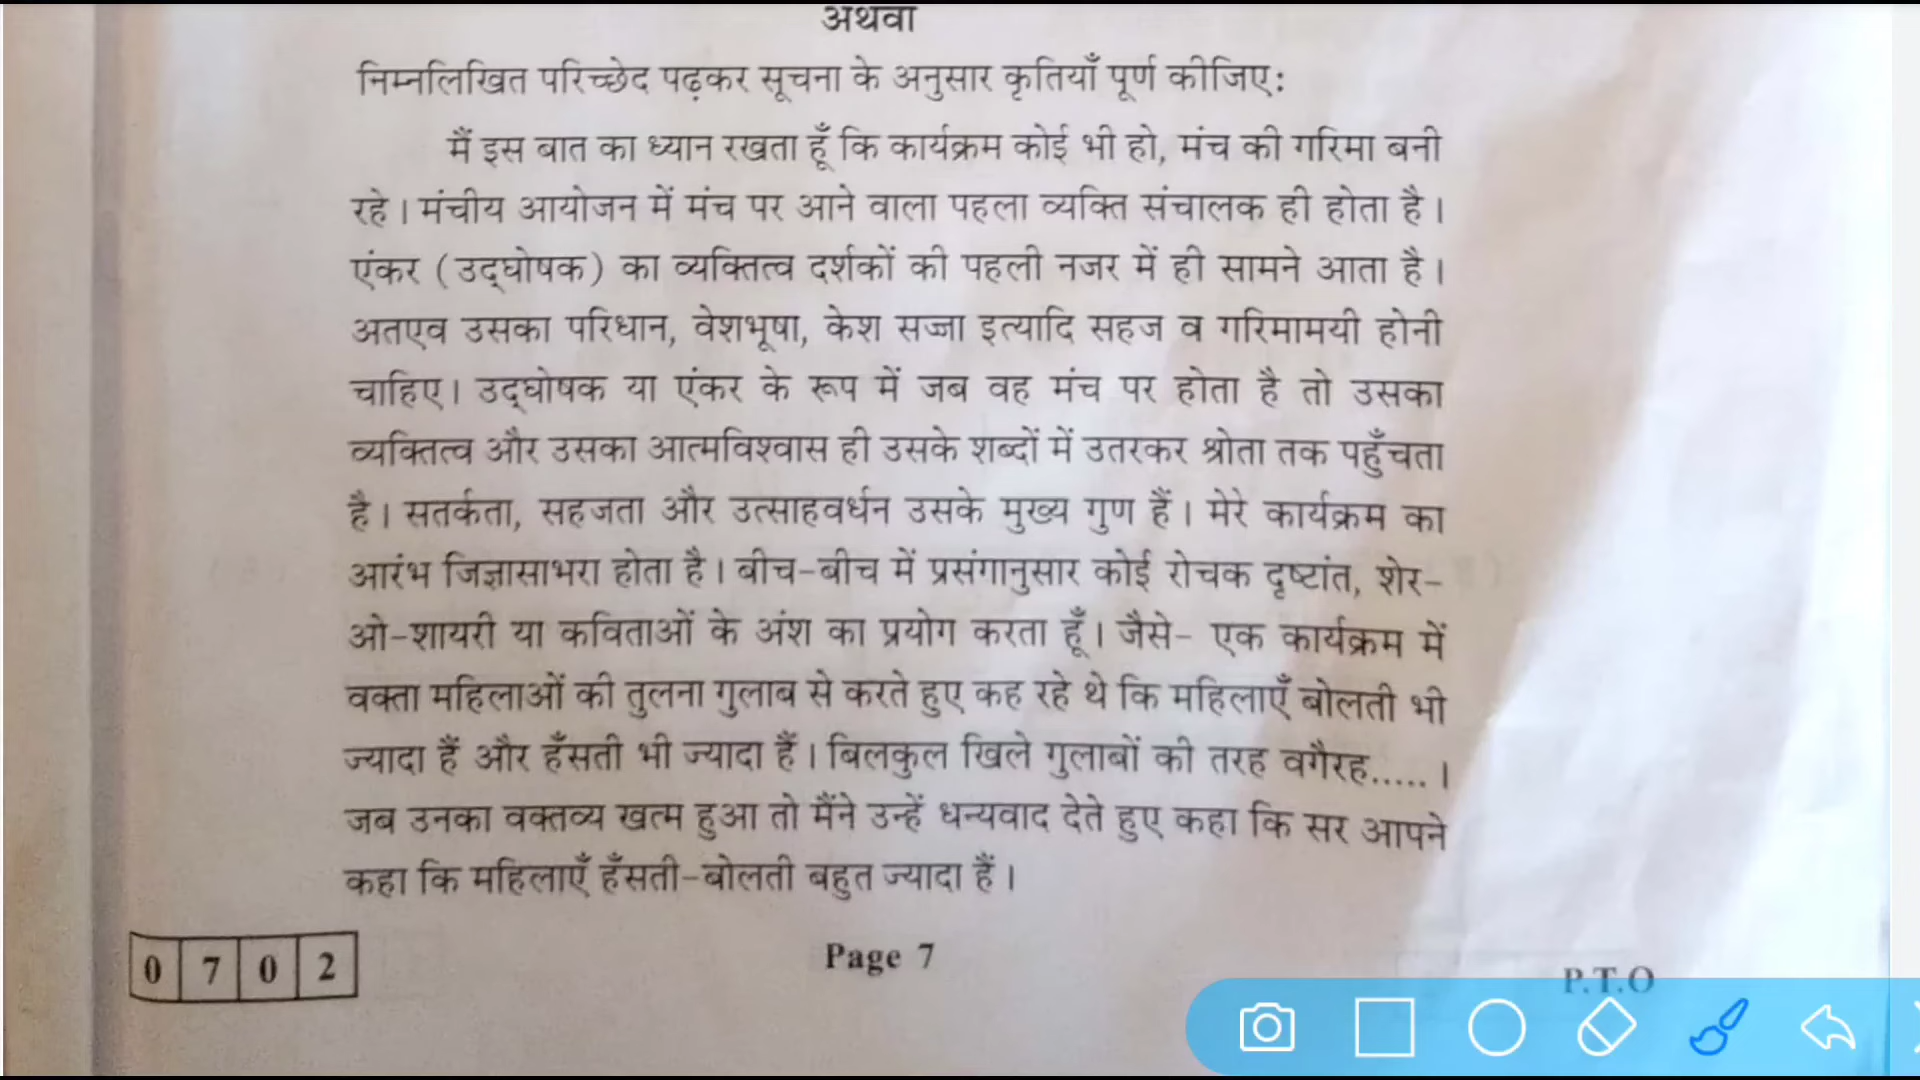 अथवा
निम्नलिखित परिच्छेद पढ़कर सूचना के अनुसार कृतियाँ पूर्ण कीजिए:
मैं इस बात का ध्यान रखता हूँ कि कार्यक्रम कोई भी हो, मंच की गरिमा बनी
रहे। मंचीय आयोजन में मंच पर आने वाला पहला व्यक्ति संचालक ही होता है।
एंकर (उद्घोषक) का व्यक्तित्व दर्शकों की पहली नजर में ही सामने आता है।
अतएव उसका परिधान, वेशभूषा, केश सज्जा इत्यादि सहज व गरिमामयी होनी
चाहिए। उद्घोषक या एंकर के रूप में जब वह मंच पर होता है तो उसका
व्यक्तित्व और उसका आत्मविश्वास ही उसके शब्दों में उतरकर श्रोता तक पहुँचता
है। सतर्कता, सहजता और उत्साहवर्धन उसके मुख्य गुण हैं। मेरे कार्यक्रम का
आरंभ जिज्ञासाभरा होता है। बीच-बीच में प्रसंगानुसार कोई रोचक दृष्टांत, शेर-
ओ-शायरी या कविताओं के अंश का प्रयोग करता हूँ। जैसे- एक कार्यक्रम में
वक्ता महिलाओं की तुलना गुलाब से करते हुए कह रहे थे कि महिलाएँ बोलती भी
ज्यादा हैं और हँसती भी ज्यादा हैं। बिलकुल खिले गुलाबों की तरह वगैरह.....।
जब उनका वक्तव्य खत्म हुआ तो मैंने उन्हें धन्यवाद देते हुए कहा कि सर आपने
कहा कि महिलाएँ हँसती-बोलती बहुत ज्यादा हैं।
0 7 0 2
Page 7
P.T.O